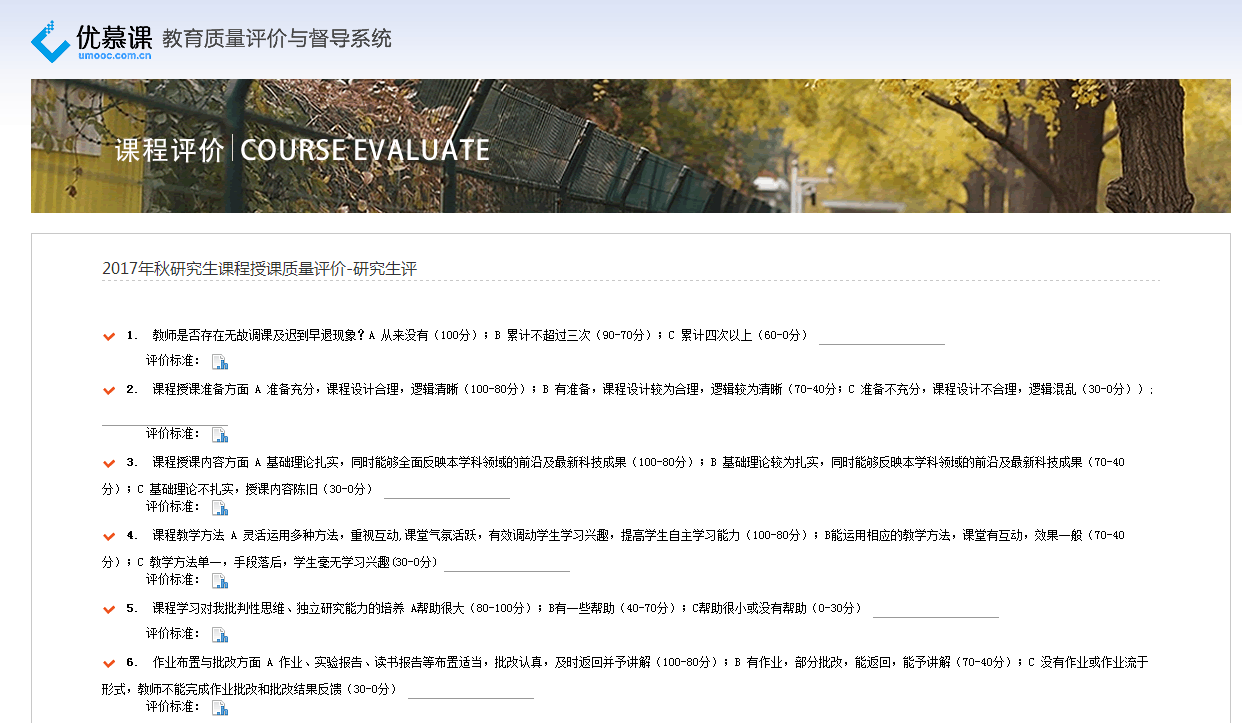 优慕课 教育质量评价与督导系统
umooc.com.cn
课程评价 | COURSE EVALUATE
2017年秋研究生课程授课质量评价-研究生评
1. 教师是否存在无故调课及迟到早退现象？A 从来没有（100分）；B 累计不超过三次（90-70分）；C 累计四次以上（60-0分）
评价标准：
2. 课程授课准备方面 A 准备充分，课程设计合理，逻辑清晰（100-80分）；B 有准备，课程设计较为合理，逻辑较为清晰（70-40分；C 准备不充分，课程设计不合理，逻辑混乱（30-0分））；
评价标准：
3. 课程授课内容方面 A 基础理论扎实，同时能够全面反映本学科领域的前沿及最新科技成果（100-80分）；B 基础理论较为扎实，同时能够反映本学科领域的前沿及最新科技成果（70-40
分）；C 基础理论不扎实，授课内容陈旧（30-0分）
评价标准：
4. 课程教学方法 A 灵活运用多种方法，重视互动,课堂气氛活跃，有效调动学生学习兴趣，提高学生自主学习能力（100-80分）；B能运用相应的教学方法，课堂有互动，效果一般（70-40
分）；C 教学方法单一，手段落后，学生毫无学习兴趣(30-0分）
评价标准：
5. 课程学习对我批判性思维、独立研究能力的培养 A帮助很大（80-100分）；B有一些帮助（40-70分）；C帮助很小或没有帮助（0-30分）
评价标准：
6. 作业布置与批改方面 A 作业、实验报告、读书报告等布置适当，批改认真，及时返回并予讲解（100-80分）；B 有作业，部分批改，能返回，能予讲解（70-40分）；C 没有作业或作业流于
形式，教师不能完成作业批改和批改结果反馈（30-0分）
评价标准：